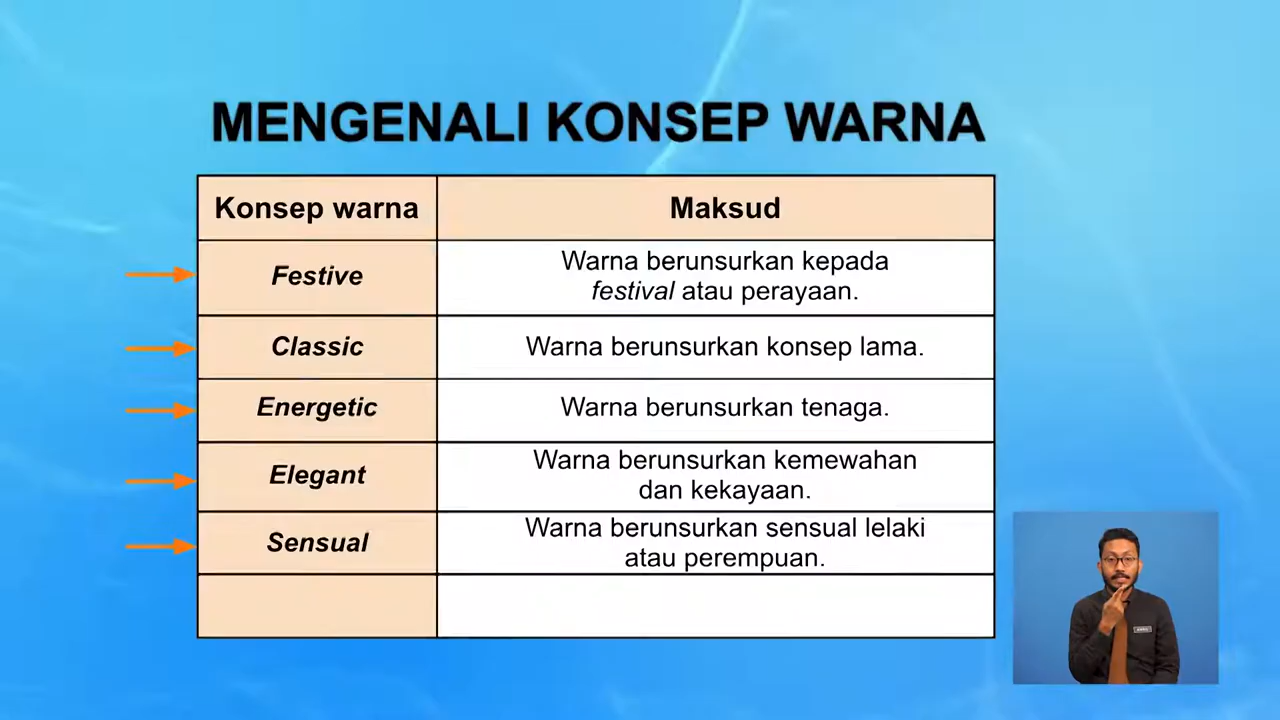 MENGENALI KONSEP WARNA
Konsep warna
Maksud
Festive
Warna berunsurkan kepada
festival atau perayaan.
Classic
Warna berunsurkan konsep lama.
Energetic
Warna berunsurkan tenaga.
Elegant
Warna berunsurkan kemewahan
dan kekayaan.
Sensual
Warna berunsurkan sensual lelaki
atau perempuan.